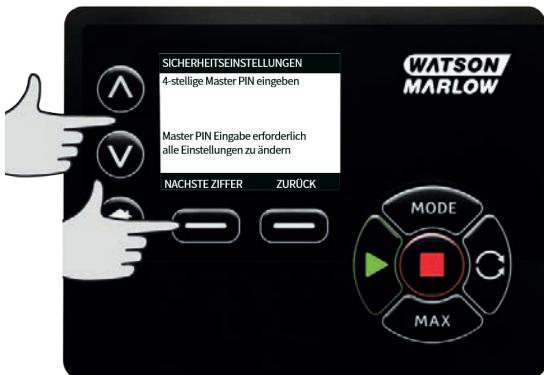 SICHERHEITSEINSTELLUNGEN
4-stellige Master PIN eingeben
Master PIN Eingabe erforderlich
alle Einstellungen zu ändern
NACHSTE ZIFFER ZURÜCK
WATSON
MARLOW
MODE
MAX